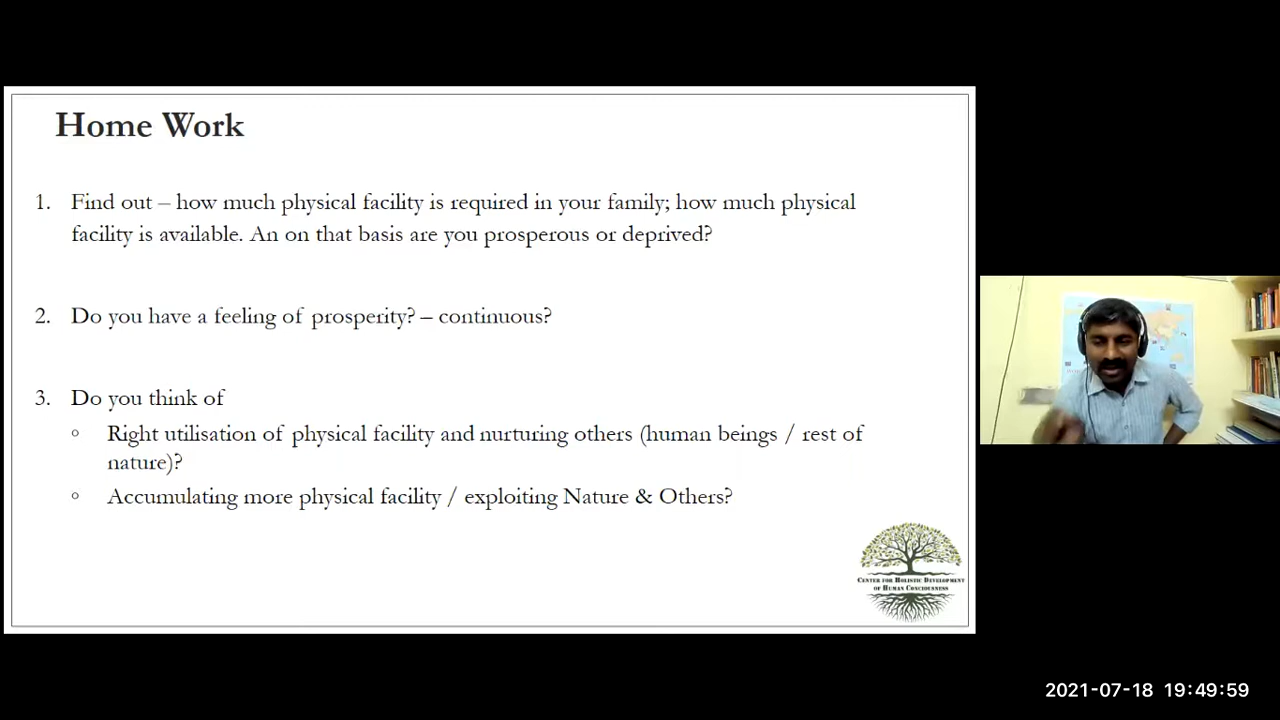 Home Work
1. Find out – how much physical facility is required in your family; how much physical
facility is available. An on that basis are you prosperous or deprived?
2. Do you have a feeling of prosperity? – continuous?
3. Do you think of
◦ Right utilisation of physical facility and nurturing others (human beings / rest of
nature)?
◦ Accumulating more physical facility / exploiting Nature & Others?
Center for Holistic Development
of Human Conciousness
2021-07-18 19:49:59